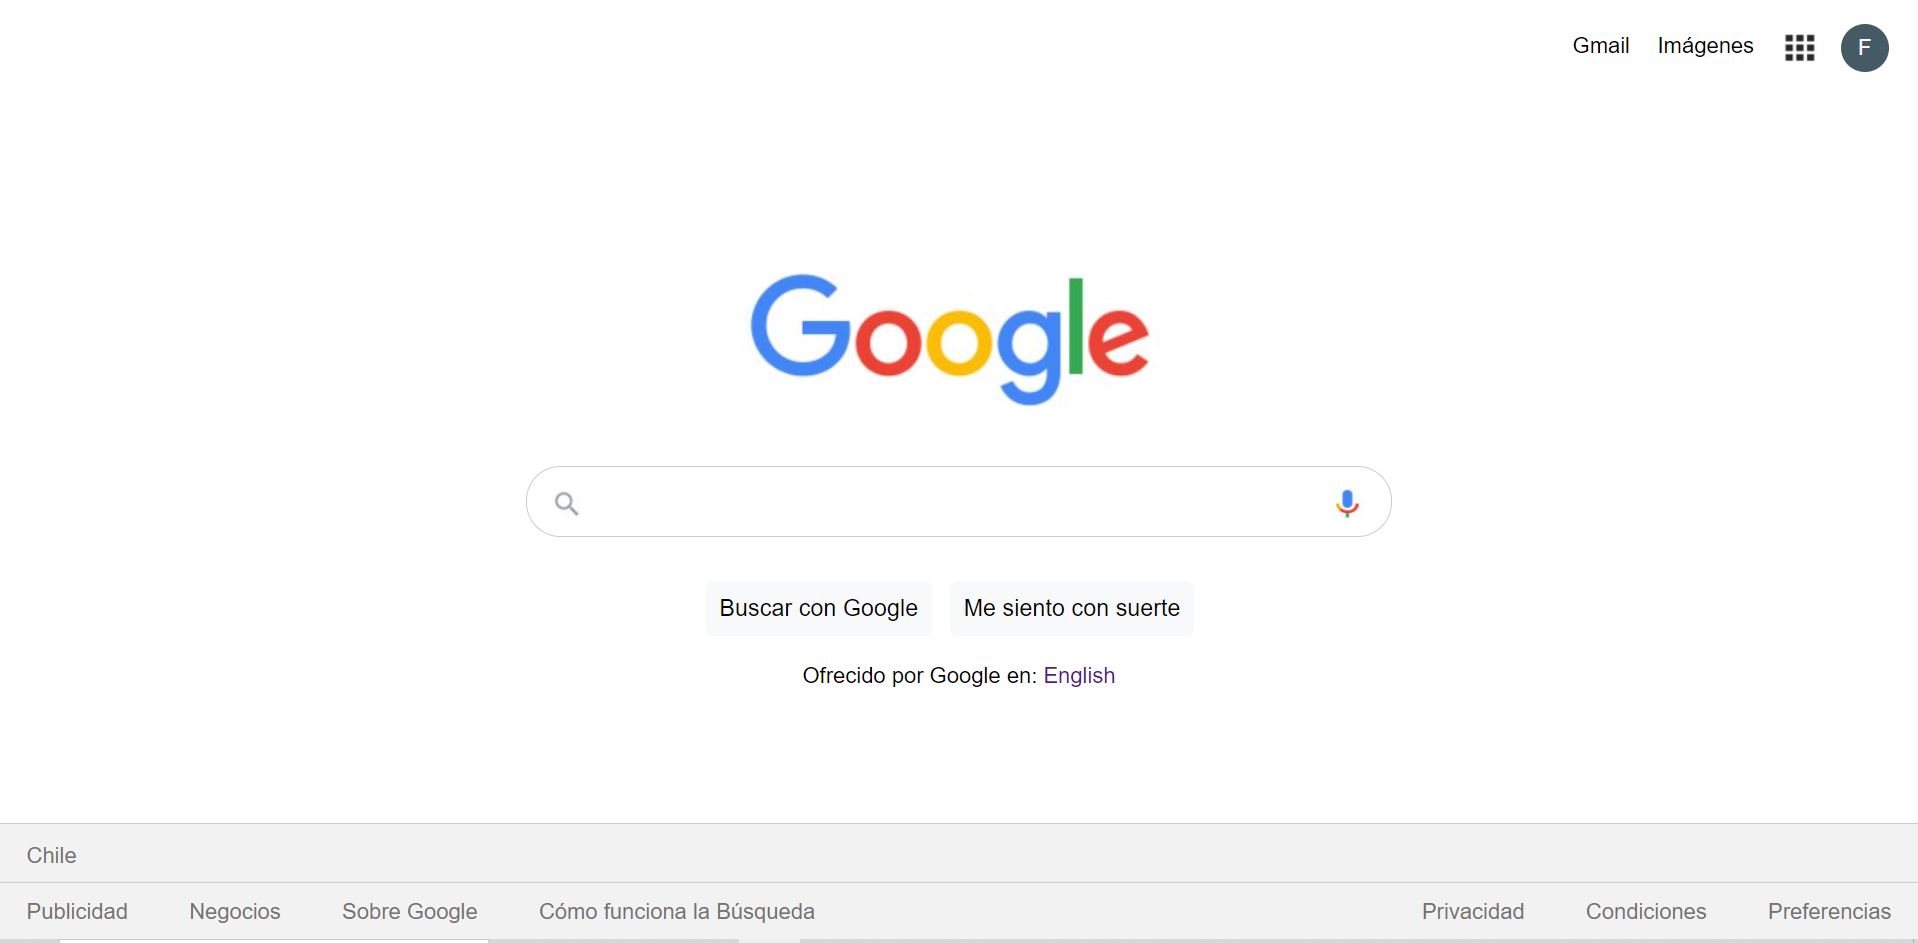 Gmail Imágenes F
Google
Buscar con Google Me siento con suerte
Ofrecido por Google en: English
Chile
Publicidad Negocios Sobre Google Cómo funciona la Búsqueda Privacidad Condiciones Preferencias